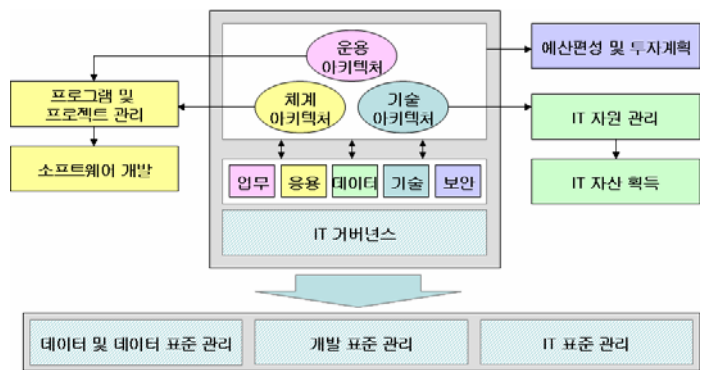 운용
아키텍처
예산편성 및 투자계획
프로그램 및
프로젝트 관리
체계
아키텍처
기술
아키텍처
IT 자원 관리
소프트웨어 개발
업무
응용
데이터
기술
보안
IT 자산 획득
IT 거버넌스
데이터 및 데이터 표준 관리
개발 표준 관리
IT 표준 관리